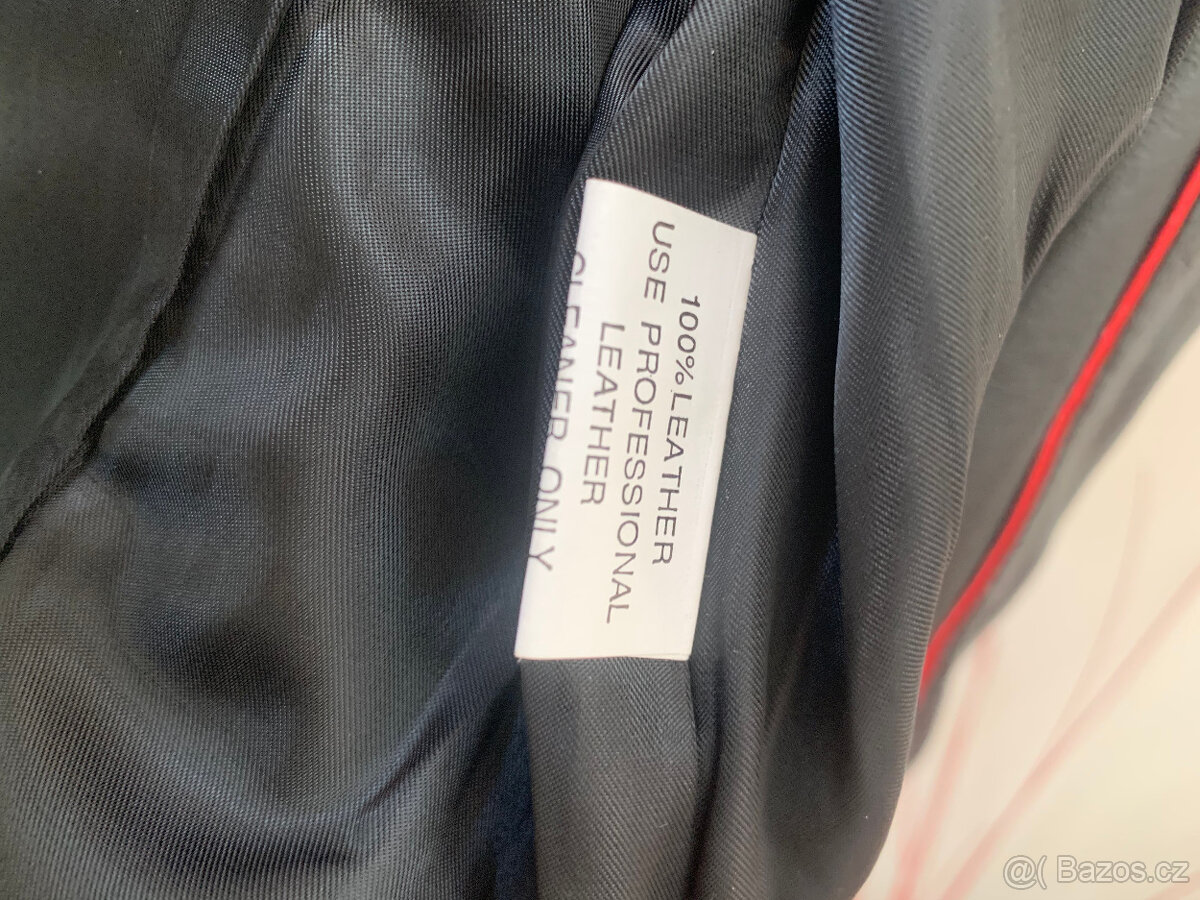 100% LEATHER
USE PROFESSIONAL
LEATHER
CLEANER ONLY
@( Bazos.cz